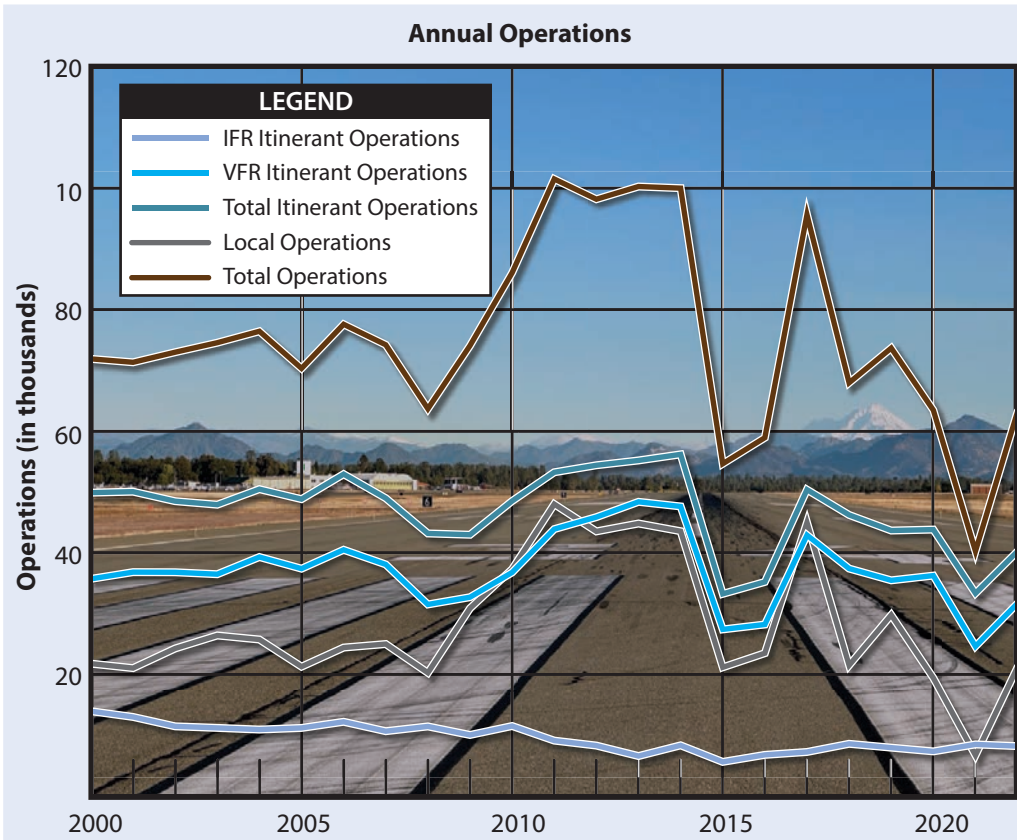 Annual Operations
120
LEGEND
IFR Itinerant Operations
VFR Itinerant Operations
Total Itinerant Operations
Local Operations
Total Operations
10
80
60
40
20
Operations (in thousands)
2000 2005 2010 2015 2020